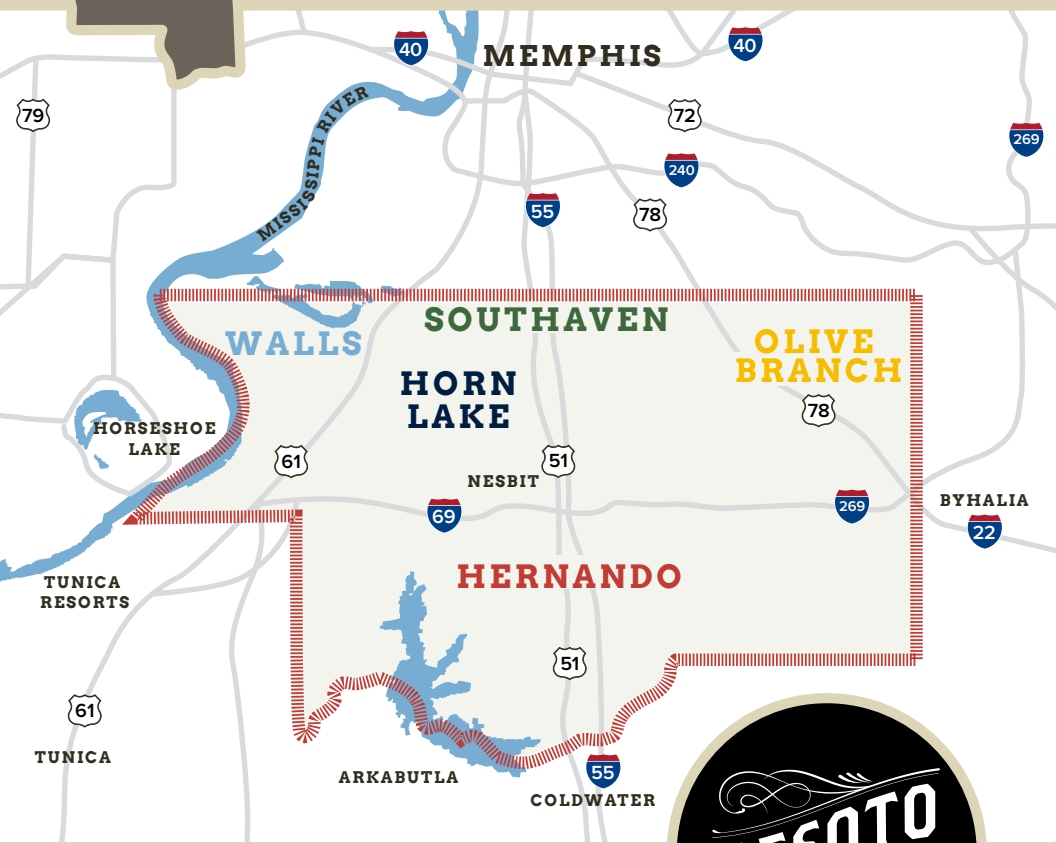 40
MEMPHIS
40
79
MISSISSIPPI RIVER
72
269
240
55
78
SOUTHAVEN
WALLS
OLIVE
BRANCH
HORN
LAKE
78
HORSESHOE
LAKE
61
51
NESBIT
69
269
BYHALIA
22
TUNICA
RESORTS
HERNANDO
51
61
TUNICA
ARKABUTLA
55
COLDWATER